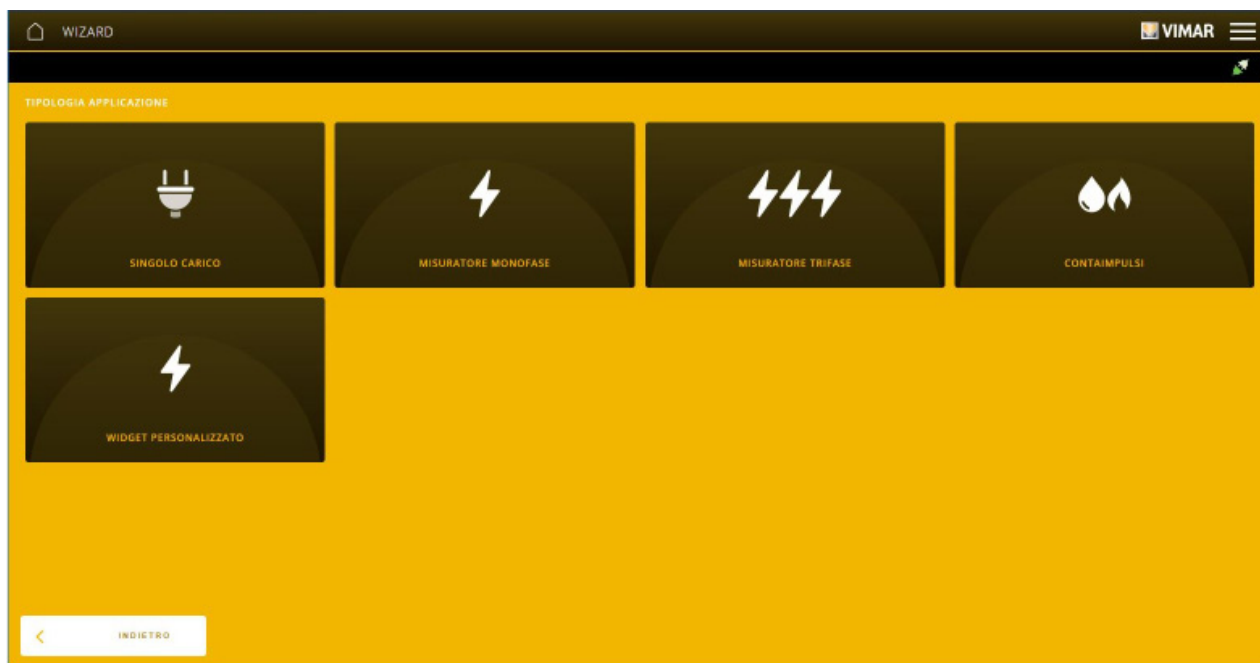 WIZARD
VIMAR
TIPOLOGIA APPLICAZIONE
SINGOLO CARICO
MISURATORE MONOFASE
MISURATORE TRIFASE
CONTAIMPULSI
WIDGET PERSONALIZZATO
INDIETRO